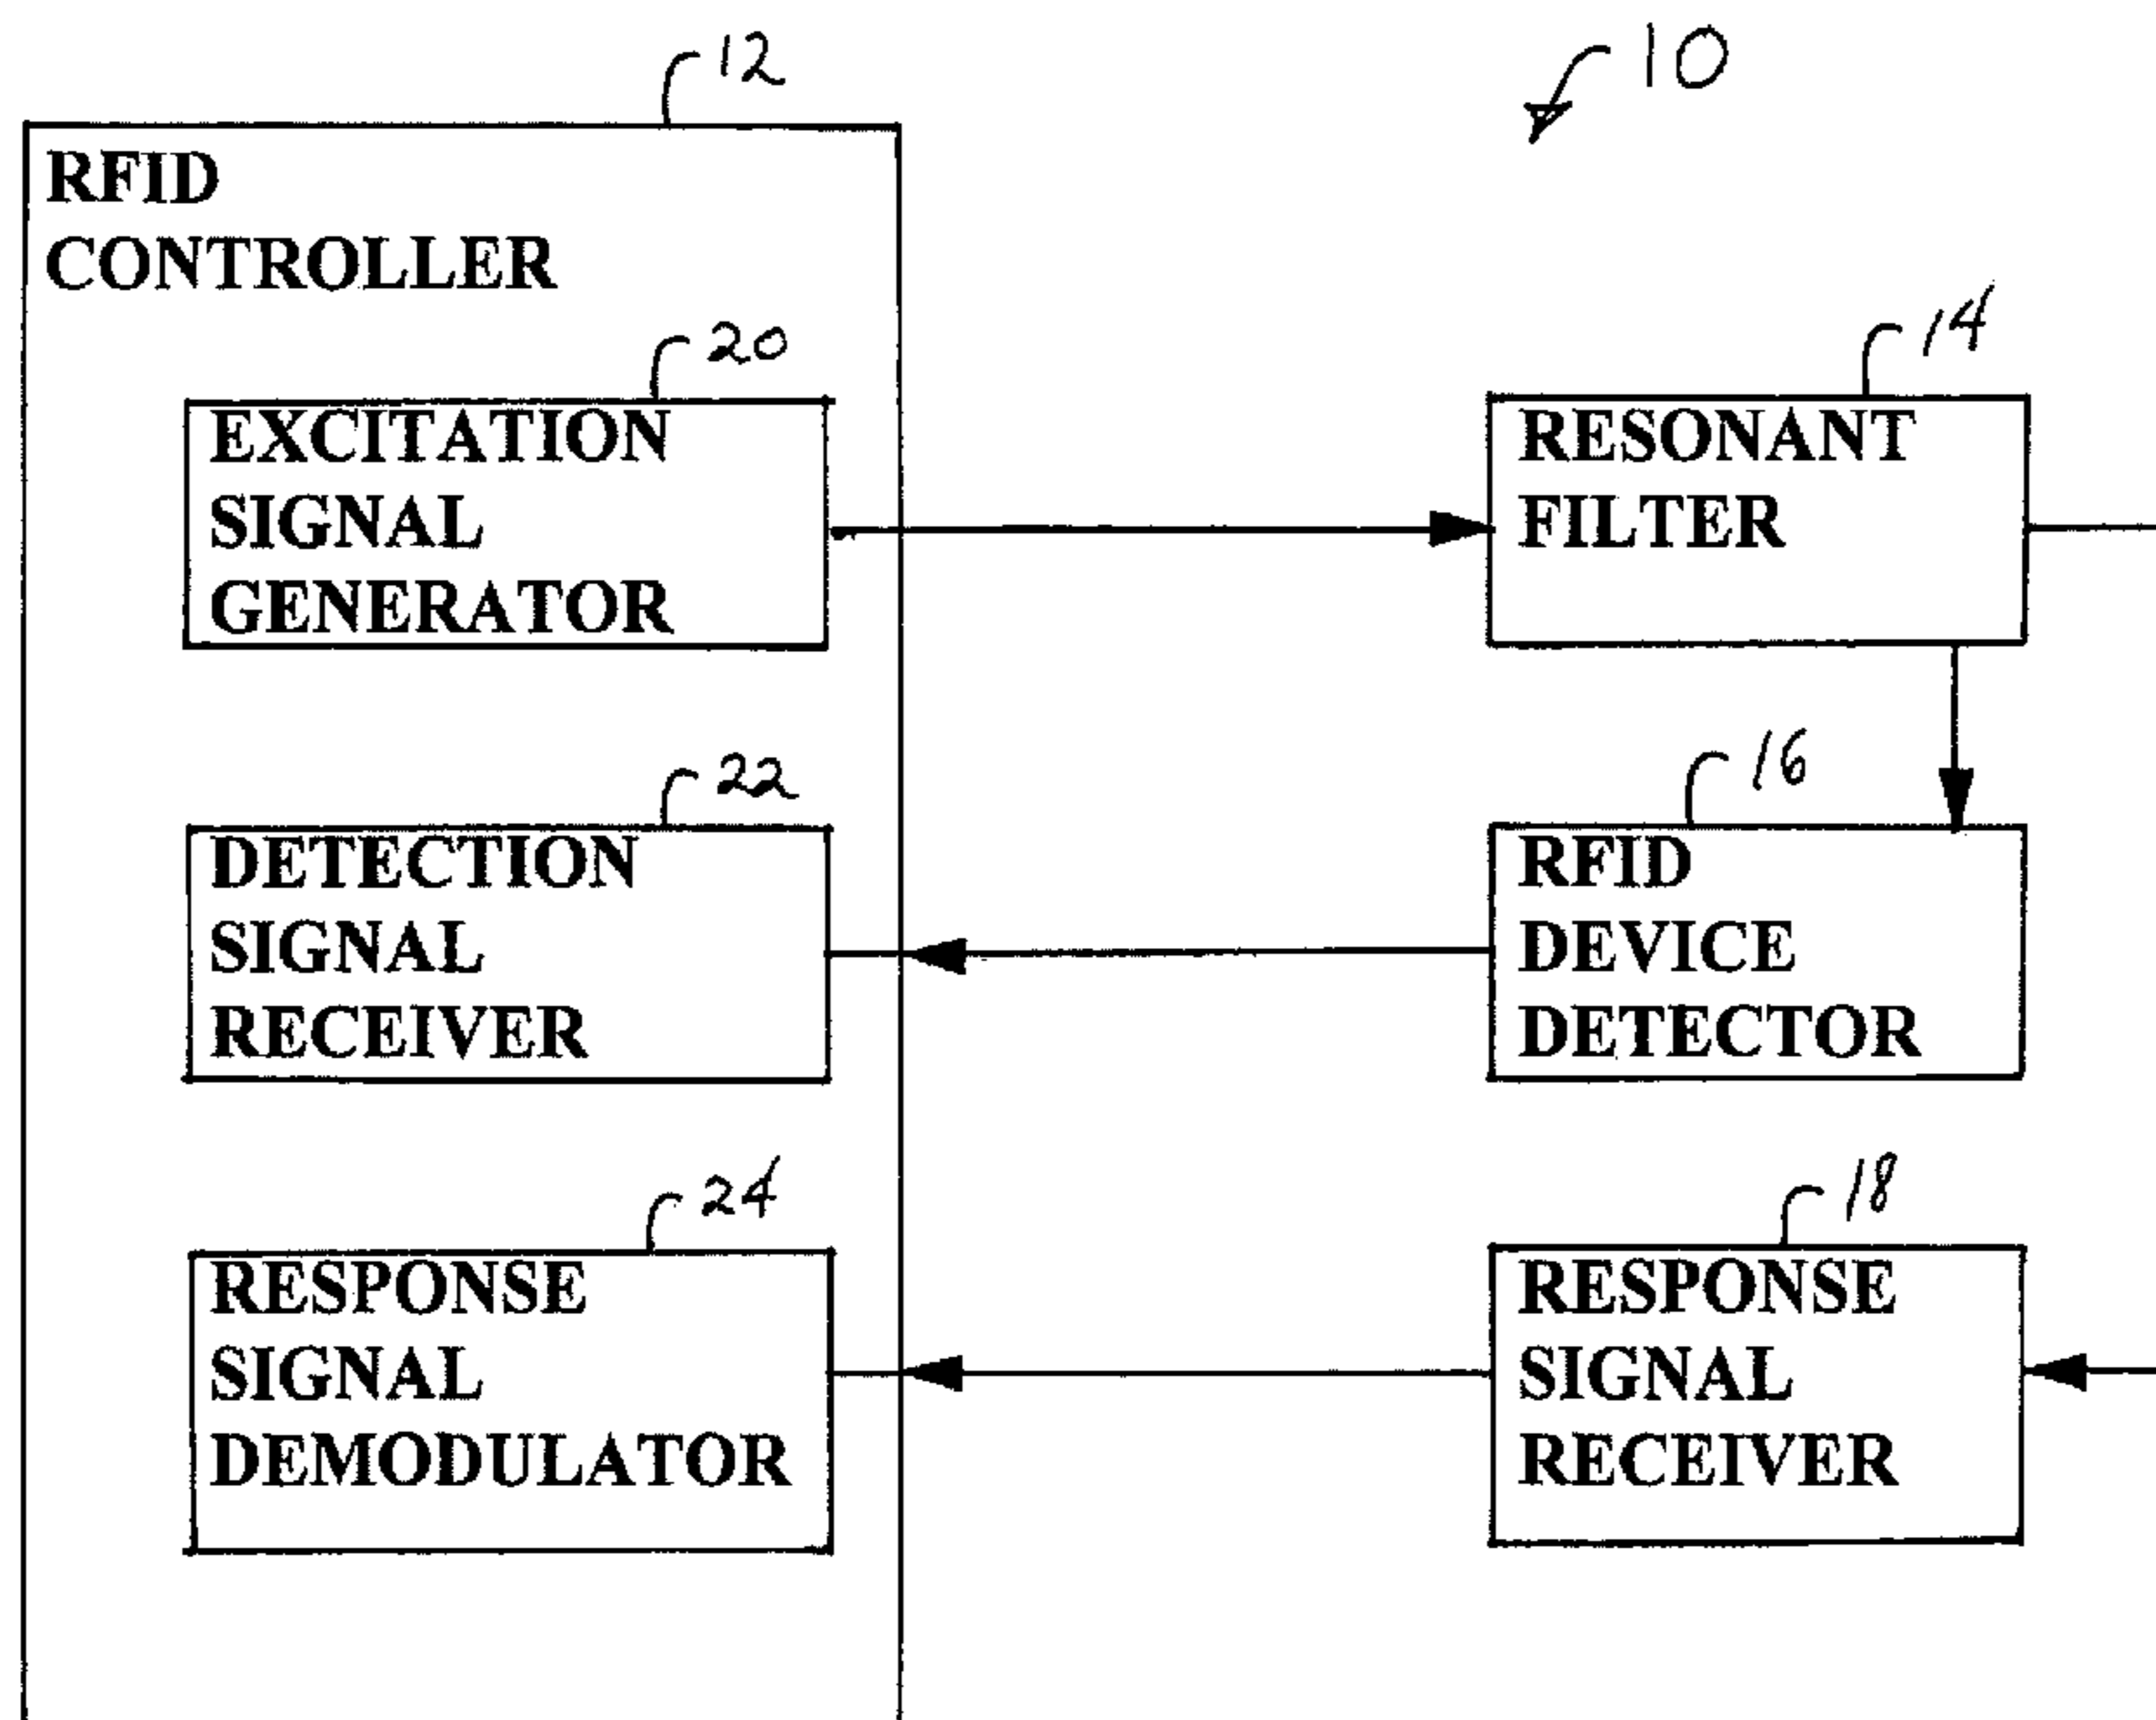 12
10
RFID
CONTROLLER
20
EXCITATION
SIGNAL
GENERATOR
14
RESONANT
FILTER
22
DETECTION
SIGNAL
RECEIVER
16
RFID
DEVICE
DETECTOR
24
RESPONSE
SIGNAL
DEMODULATOR
18
RESPONSE
SIGNAL
RECEIVER